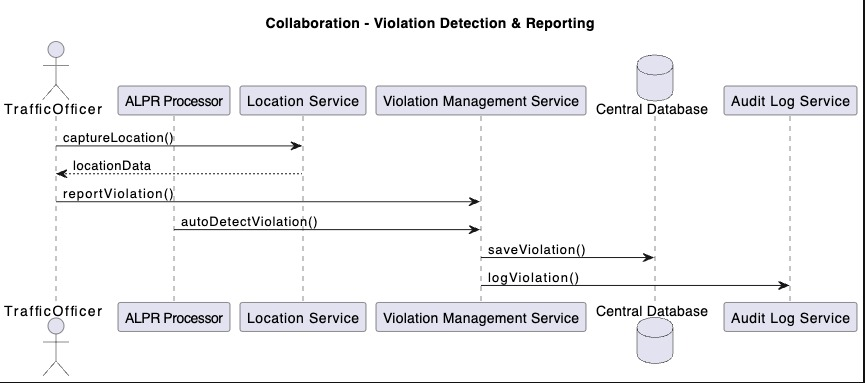 Collaboration - Violation Detection & Reporting
TrafficOfficer
ALPR Processor
Location Service
Violation Management Service
Central Database
Audit Log Service
captureLocation()
locationData
reportViolation()
autoDetectViolation()
saveViolation()
logViolation()
TrafficOfficer
ALPR Processor
Location Service
Violation Management Service
Central Database
Audit Log Service